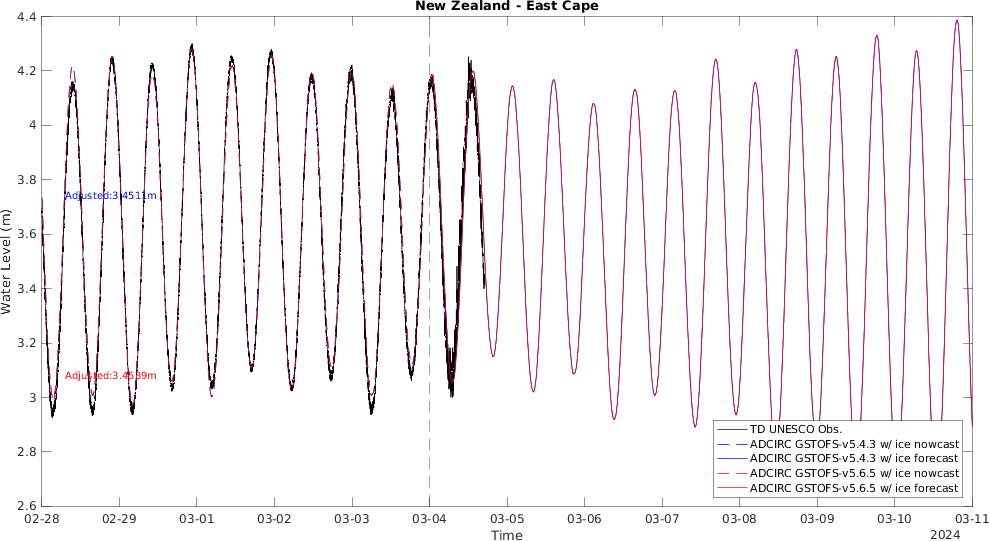 New Zealand - East Cape
4.4
4.2
4
3.8
3.6
3.4
3.2
3
2.8
2.6
Water Level (m)
Adjusted:3.4511m
Adjusted:3.4539m
TD UNESCO Obs.
ADCIRC GSTOFS-v5.4.3 w/ ice nowcast
ADCIRC GSTOFS-v5.4.3 w/ ice forecast
ADCIRC GSTOFS-v5.6.5 w/ ice nowcast
ADCIRC GSTOFS-v5.6.5 w/ ice forecast
02-28 02-29 03-01 03-02 03-03 03-04 03-05 03-06 03-07 03-08 03-09 03-10 03-11
Time
2024